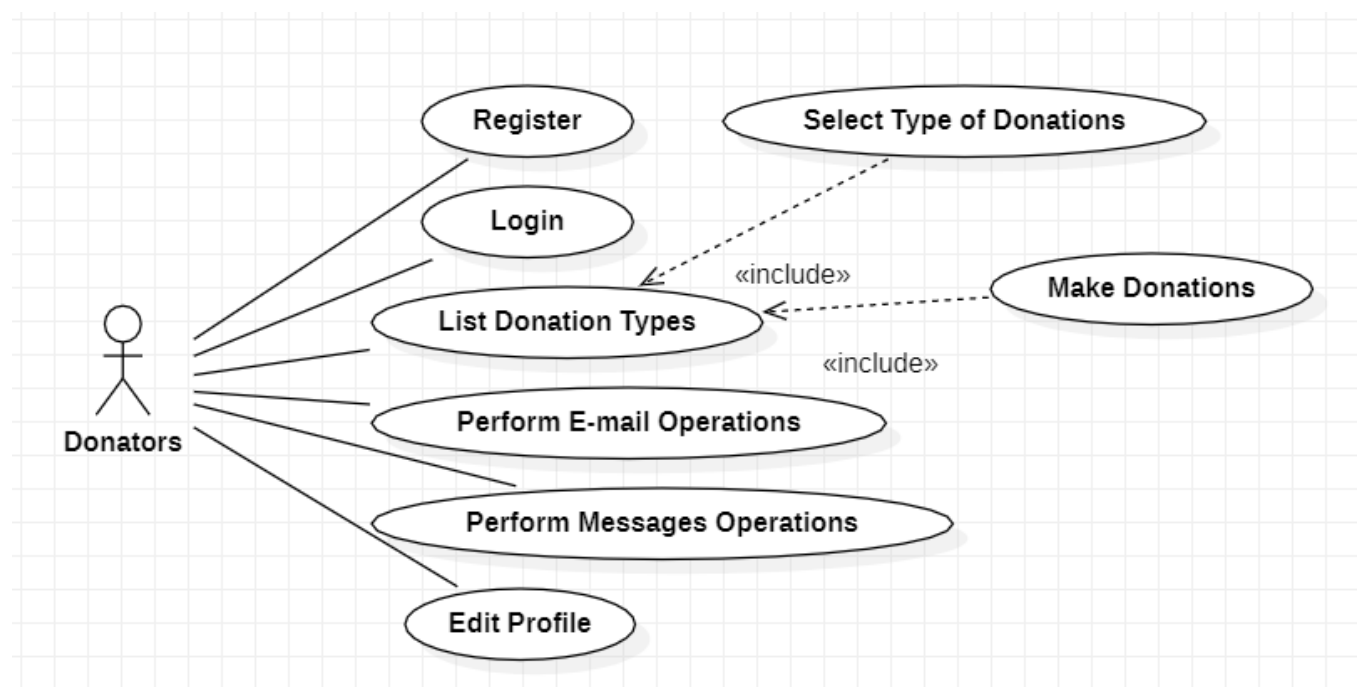 Register
Select Type of Donations
Login
«include»
Make Donations
List Donation Types
«include»
Perform E-mail Operations
Donators
Perform Messages Operations
Edit Profile